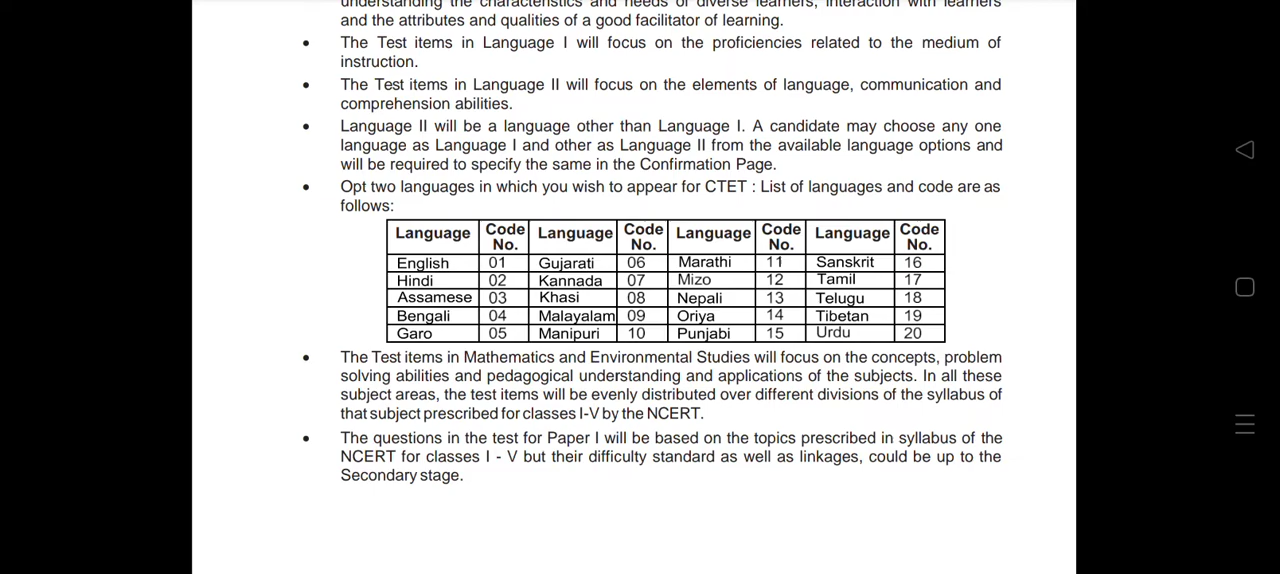 understanding the characteristics and needs of diverse learners, interaction with learners
and the attributes and qualities of a good facilitator of learning.
• The Test items in Language I will focus on the proficiencies related to the medium of
instruction.
• The Test items in Language II will focus on the elements of language, communication and
comprehension abilities.
• Language II will be a language other than Language I. A candidate may choose any one
language as Language I and other as Language II from the available language options and
will be required to specify the same in the Confirmation Page.
• Opt two languages in which you wish to appear for CTET : List of languages and code are as
follows:
Language Code No. Language Code No. Language Code No. Language Code No.
English 01 Gujarati 06 Marathi 11 Sanskrit 16
Hindi 02 Kannada 07 Mizo 12 Tamil 17
Assamese 03 Khasi 08 Nepali 13 Telugu 18
Bengali 04 Malayalam 09 Oriya 14 Tibetan 19
Garo 05 Manipuri 10 Punjabi 15 Urdu 20
• The Test items in Mathematics and Environmental Studies will focus on the concepts, problem
solving abilities and pedagogical understanding and applications of the subjects. In all these
subject areas, the test items will be evenly distributed over different divisions of the syllabus of
that subject prescribed for classes I-V by the NCERT.
• The questions in the test for Paper I will be based on the topics prescribed in syllabus of the
NCERT for classes I - V but their difficulty standard as well as linkages, could be up to the
Secondary stage.